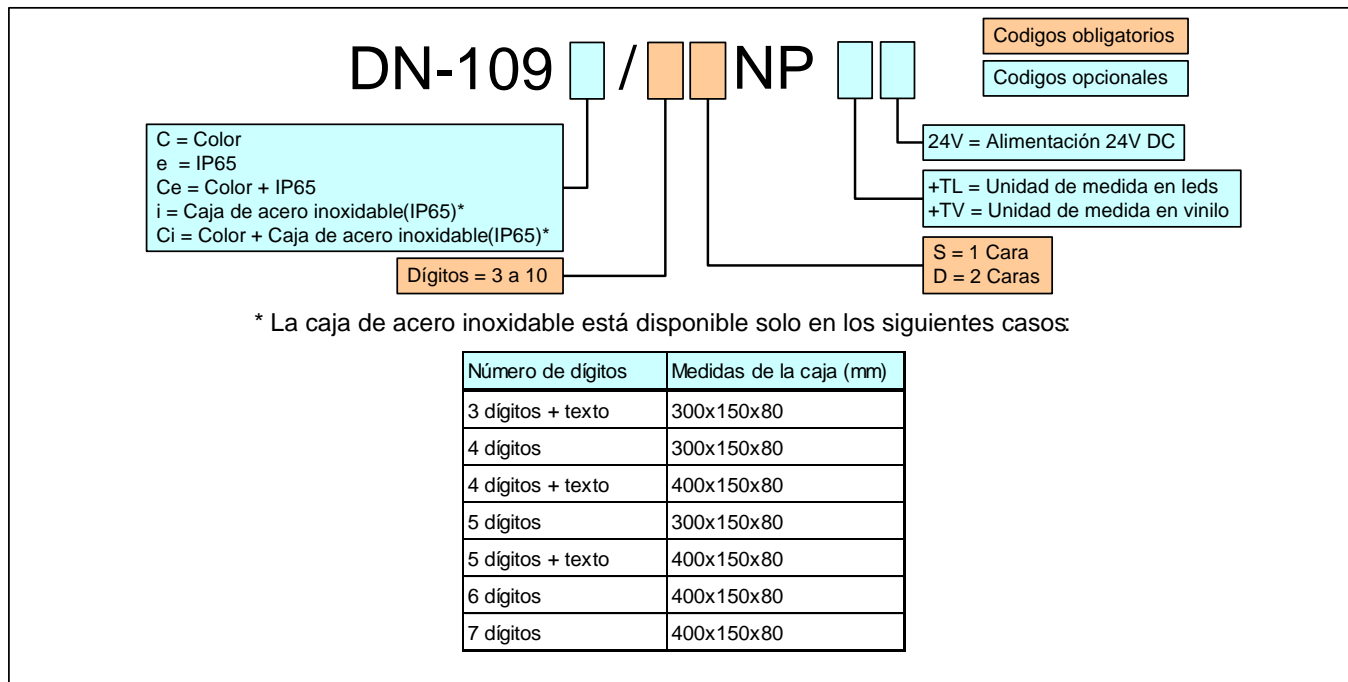 DN-109 / NP
Codigos obligatorios
Codigos opcionales
C = Color
e = IP65
Ce = Color + IP65
i = Caja de acero inoxidable(IP65)*
Ci = Color + Caja de acero inoxidable(IP65)*
24V = Alimentación 24V DC
+TL = Unidad de medida en leds
+TV = Unidad de medida en vinilo
Dígitos = 3 a 10
S = 1 Cara
D = 2 Caras
* La caja de acero inoxidable está disponible solo en los siguientes casos:
Número de dígitos Medidas de la caja (mm)
3 dígitos + texto 300x150x80
4 dígitos 300x150x80
4 dígitos + texto 400x150x80
5 dígitos 300x150x80
5 dígitos + texto 400x150x80
6 dígitos 400x150x80
7 dígitos 400x150x80